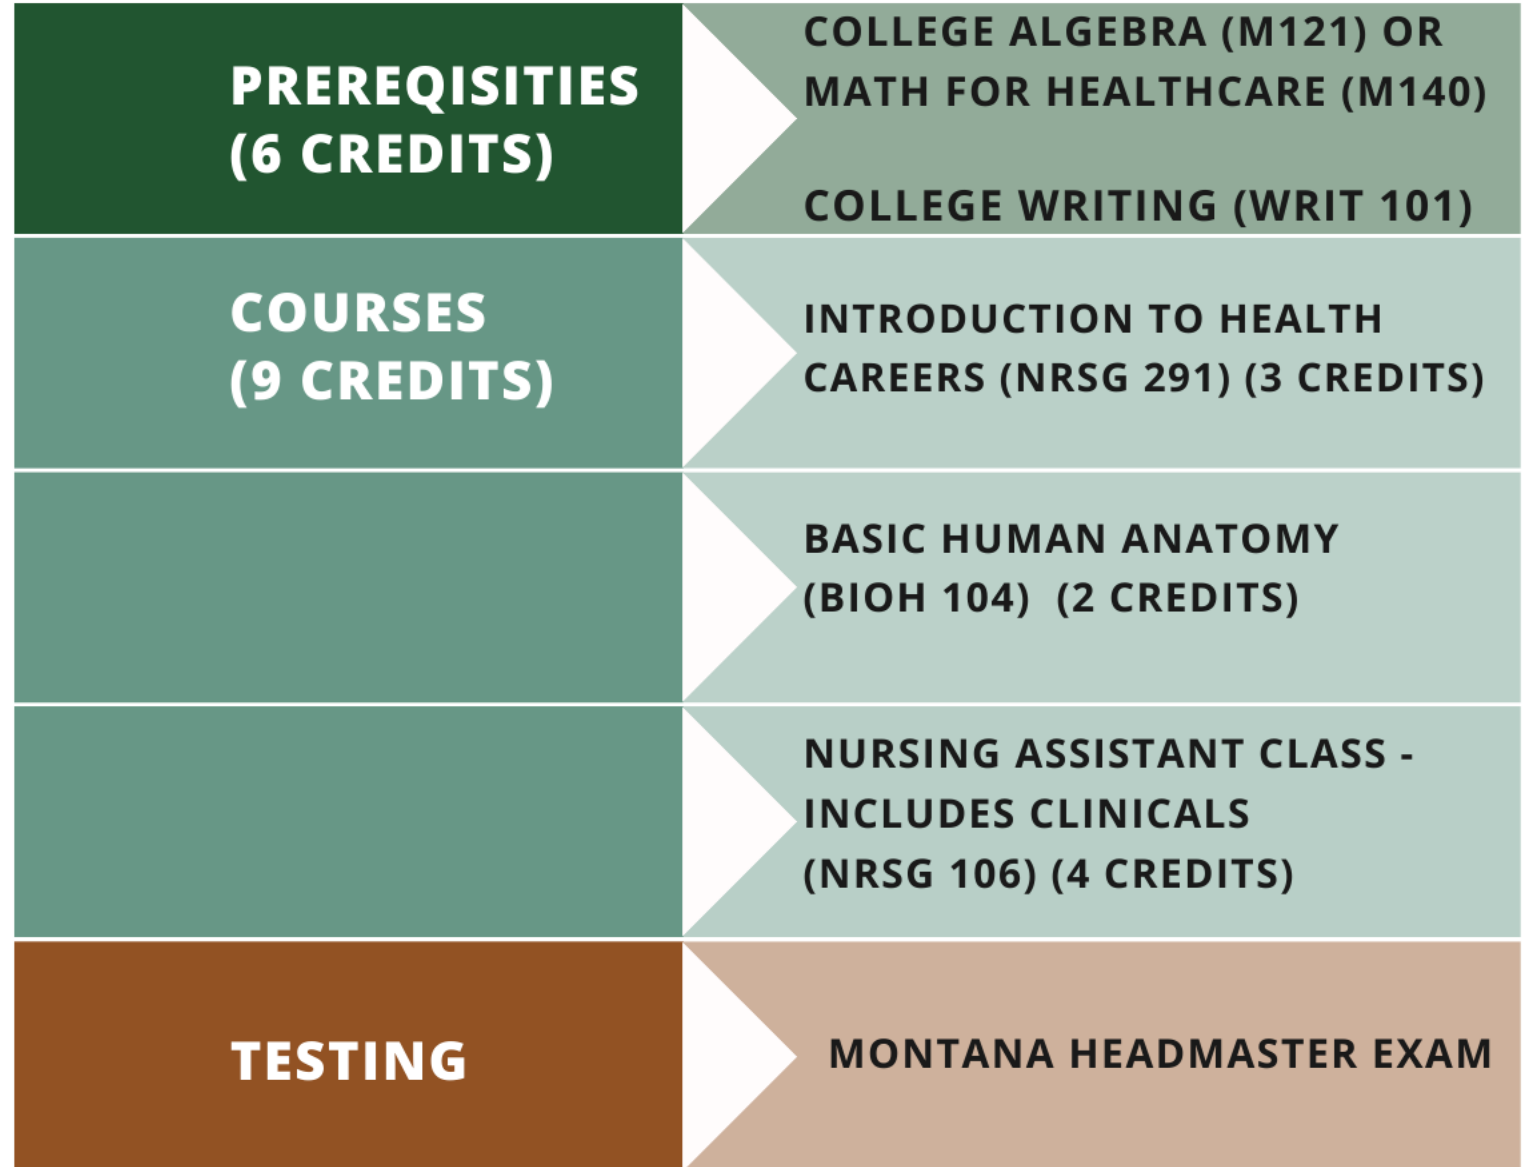 PREREQISITIES
(6 CREDITS)
COLLEGE ALGEBRA (M121) OR
MATH FOR HEALTHCARE (M140)
COLLEGE WRITING (WRIT 101)
COURSES
(9 CREDITS)
INTRODUCTION TO HEALTH
CAREERS (NRSG 291) (3 CREDITS)
BASIC HUMAN ANATOMY
(BIOH 104)  (2 CREDITS)
NURSING ASSISTANT CLASS -
INCLUDES CLINICALS
(NRSG 106) (4 CREDITS)
TESTING
MONTANA HEADMASTER EXAM